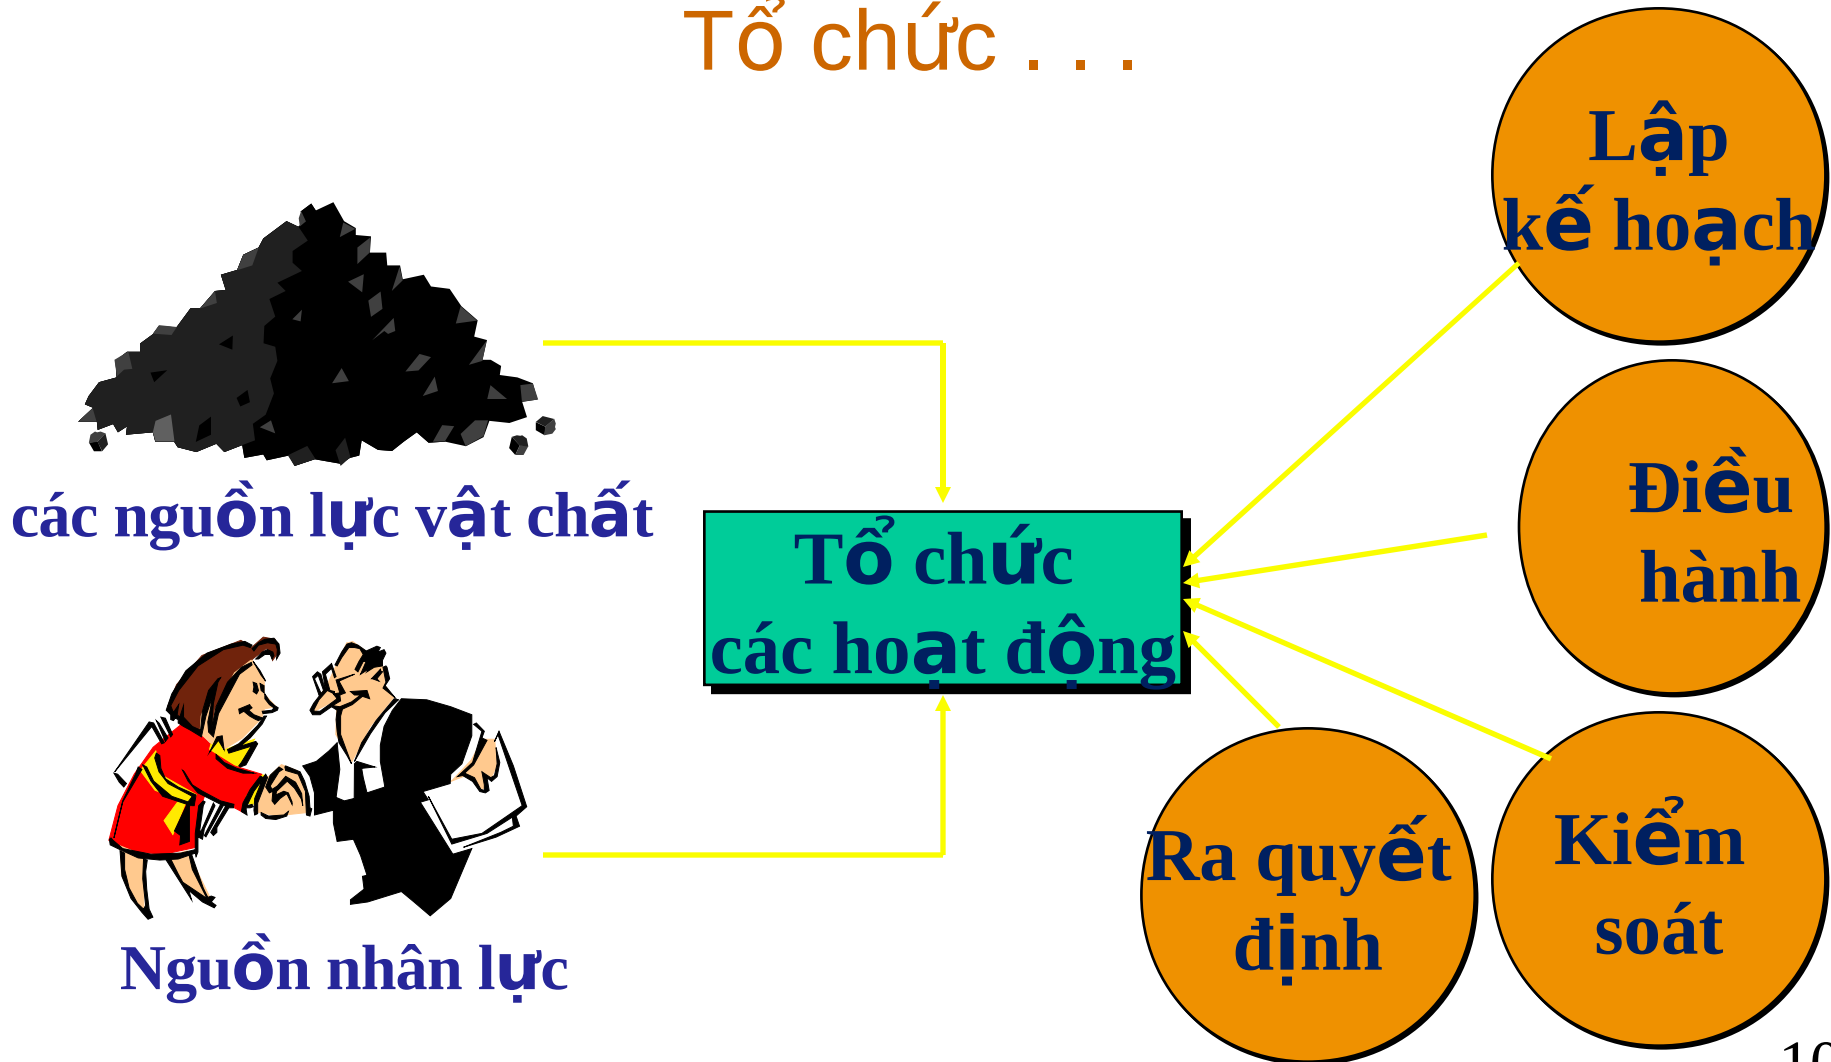 Tổ chức . . .
Lập
kế hoạch
các nguồn lực vật chất
Tổ chức
các hoạt động
Điều
hành
Nguồn nhân lực
Ra quyết
định
Kiểm
soát